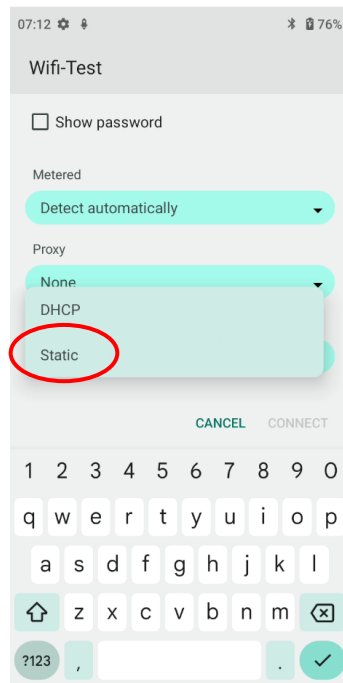 07:12 76%
Wifi-Test
Show password
Metered
Detect automatically
Proxy
None
DHCP
Static
CANCEL CONNECT
1 2 3 4 5 6 7 8 9 0
q w e r t y u i o p
a s d f g h j k l
z x c v b n m
?123 , .